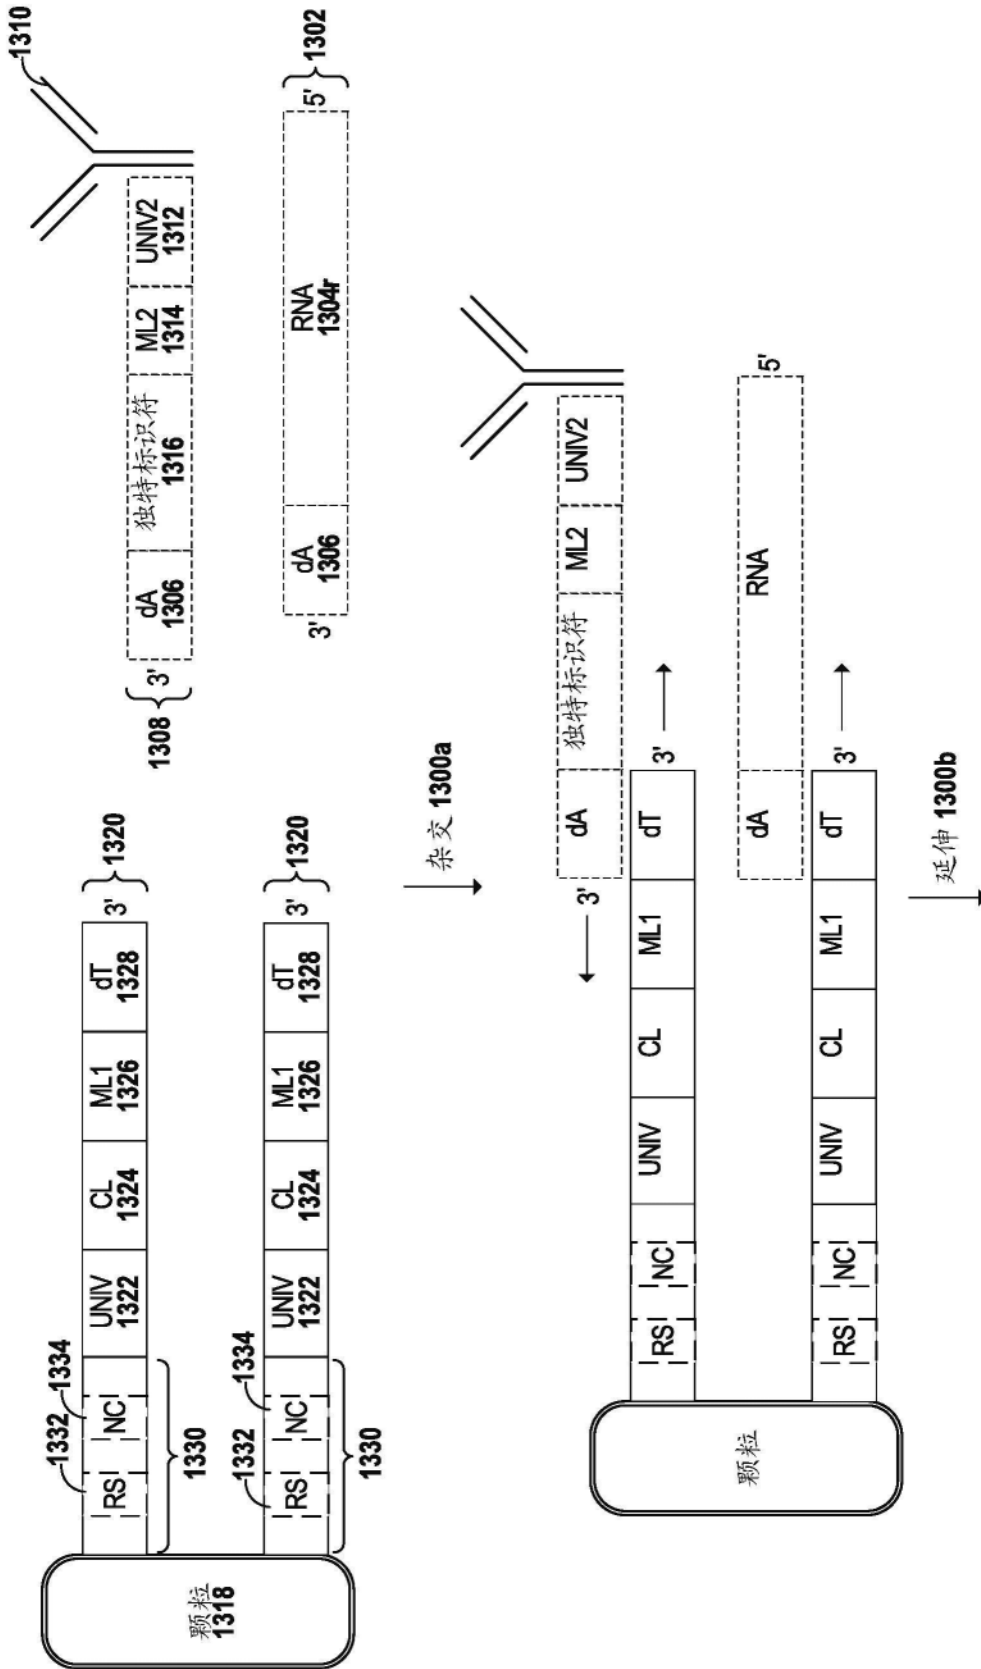 1310
1332
1334
RS
NC
UNIV
1322
CL
1324
ML1
1326
dT
1328
3'
1320
1308
3'
dA
1306
独特标识符
1316
ML2
1314
UNIV2
1312
1330
颗粒
1318
1332
1334
RS
NC
UNIV
1322
CL
1324
ML1
1326
dT
1328
3'
1320
3'
dA
1306
RNA
1304r
5'
1302
1330
杂交 1300a
3'
dA
独特标识符
ML2
UNIV2
RS
NC
UNIV
CL
ML1
dT
3'
颗粒
dA
RNA
5'
RS
NC
UNIV
CL
ML1
dT
3'
延伸 1300b